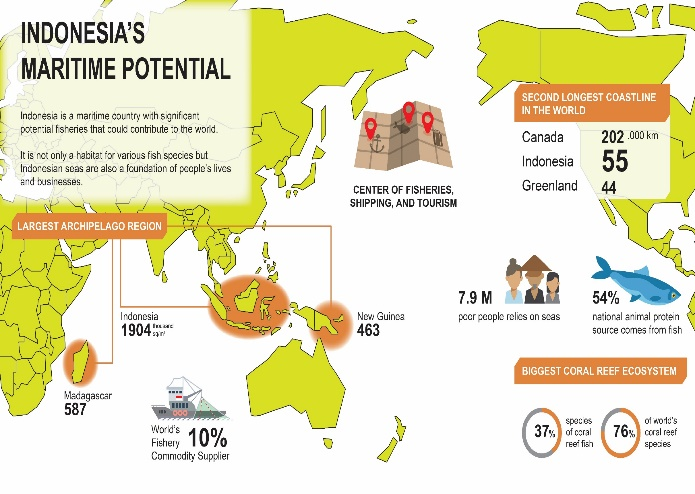 INDONESIA'S
MARITIME POTENTIAL
Indonesia is a maritime country with significant
potential fisheries that could contribute to the world.
It is not only a habitat for various fish species but
Indonesian seas are also a foundation of people's lives
and businesses.
CENTER OF FISHERIES,
SHIPPING, AND TOURISM
SECOND LONGEST COASTLINE
IN THE WORLD
Canada 202 .000 km
Indonesia 55
Greenland 44
LARGEST ARCHIPELAGO REGION
Indonesia
1904 thousand
sq/m²
New Guinea
463
Madagascar
587
World's
Fishery 10%
Commodity Supplier
7.9 M
poor people relies on seas
54%
national animal protein
source comes from fish
BIGGEST CORAL REEF ECOSYSTEM
37%
species
of coral
reef fish
76%
of world's
coral reef
species